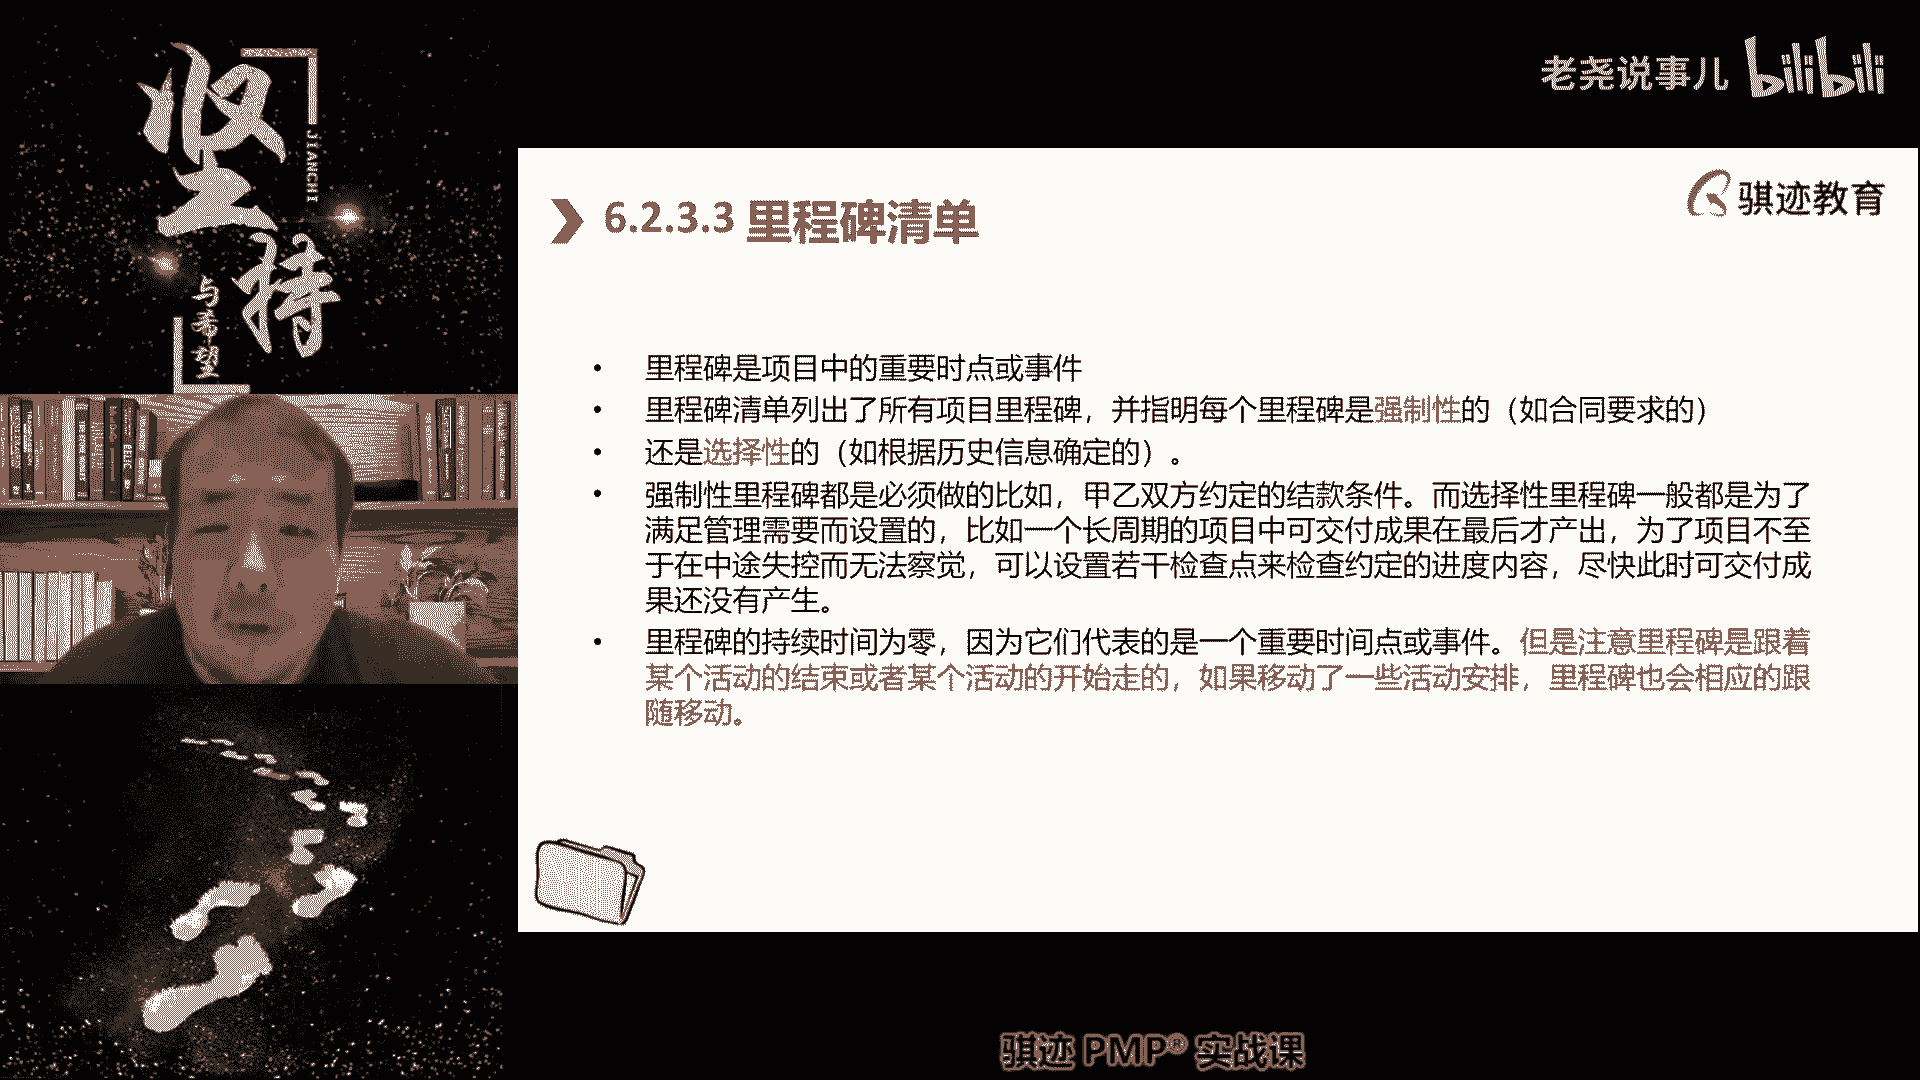 坚持
JIANCHI
与希望
老尧说事儿 bilibili
骐迹教育
6.2.3.3 里程碑清单
• 里程碑是项目中的重要时点或事件
• 里程碑清单列出了所有项目里程碑，并指明每个里程碑是强制性的（如合同要求的）
• 还是选择性的（如根据历史信息确定的）。
• 强制性里程碑都是必须做的比如，甲乙双方约定的结款条件。而选择性里程碑一般都是为了
满足管理需要而设置的，比如一个长周期的项目中可交付成果在最后才产出，为了项目不至
于在中途失控而无法察觉，可以设置若干检查点来检查约定的进度内容，尽快此时可交付成
果还没有产生。
• 里程碑的持续时间为零，因为它们代表的是一个重要时间点或事件。但是注意里程碑是跟着
某个活动的结束或者某个活动的开始走的，如果移动了一些活动安排，里程碑也会相应的跟
随移动。
骐迹 PMP® 实战课